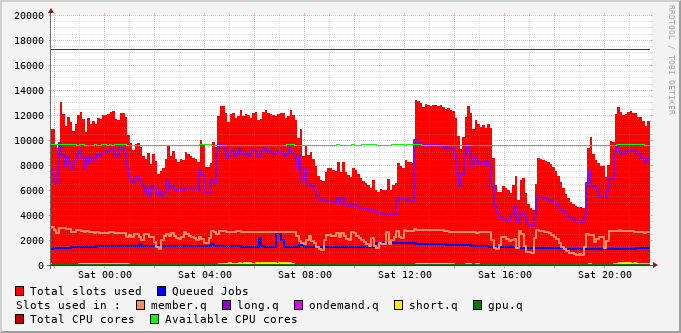 RRDTOOL / TOBI OETIKER
20000
18000
16000
14000
12000
10000
8000
6000
4000
2000
0
Sat 00:00 Sat 04:00 Sat 08:00 Sat 12:00 Sat 16:00 Sat 20:00
Total slots used Queued Jobs
Slots used in : member.q long.q ondemand.q short.q gpu.q
Total CPU cores Available CPU cores